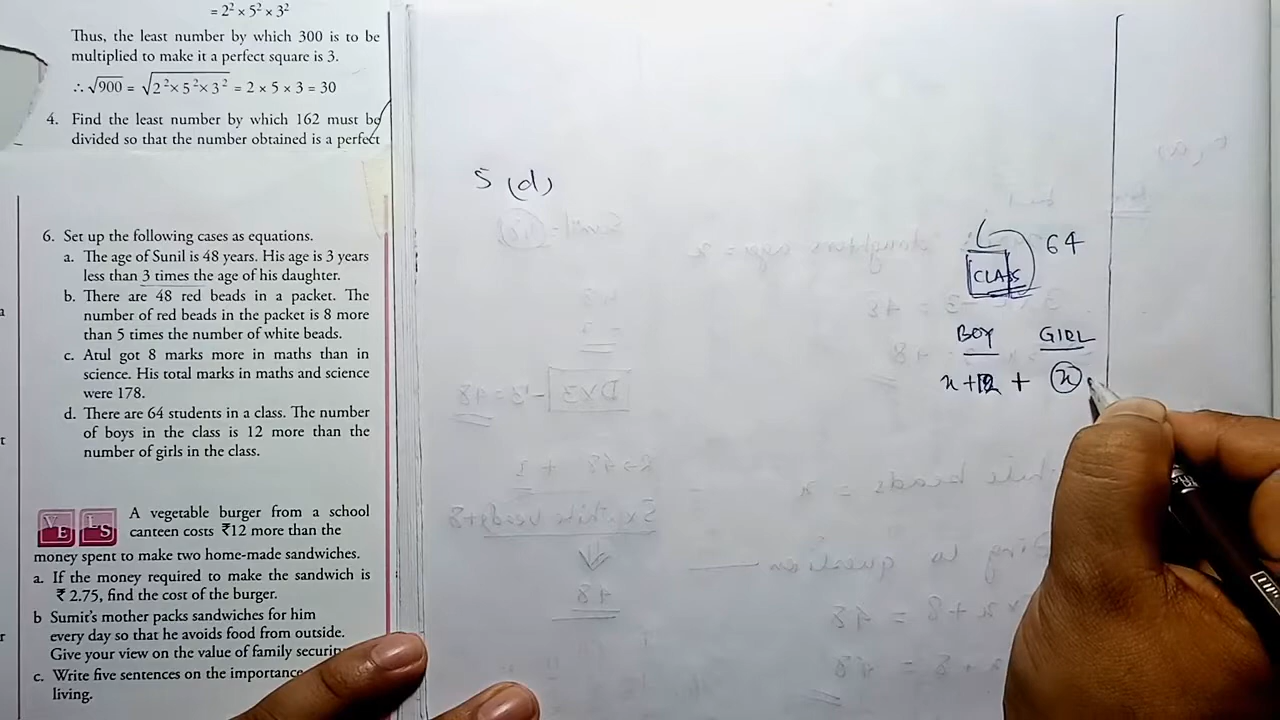 = 2² × 5² × 3²
Thus, the least number by which 300 is to be
multiplied to make it a perfect square is 3.
∴ √900 = √2² × 5² × 3² = 2 × 5 × 3 = 30
4. Find the least number by which 162 must be
divided so that the number obtained is a perfect
6. Set up the following cases as equations.
a. The age of Sunil is 48 years. His age is 3 years
less than 3 times the age of his daughter.
b. There are 48 red beads in a packet. The
number of red beads in the packet is 8 more
than 5 times the number of white beads.
c. Atul got 8 marks more in maths than in
science. His total marks in maths and science
were 178.
d. There are 64 students in a class. The number
of boys in the class is 12 more than the
number of girls in the class.
VE LS A vegetable burger from a school
canteen costs ₹12 more than the
money spent to make two home-made sandwiches.
a. If the money required to make the sandwich is
₹ 2.75, find the cost of the burger.
b Sumit's mother packs sandwiches for him
every day so that he avoids food from outside.
Give your view on the value of family
c. Write five sentences on the importance
living.
5 (d)
64
CLASS
BOY GIRL
x+12 + x